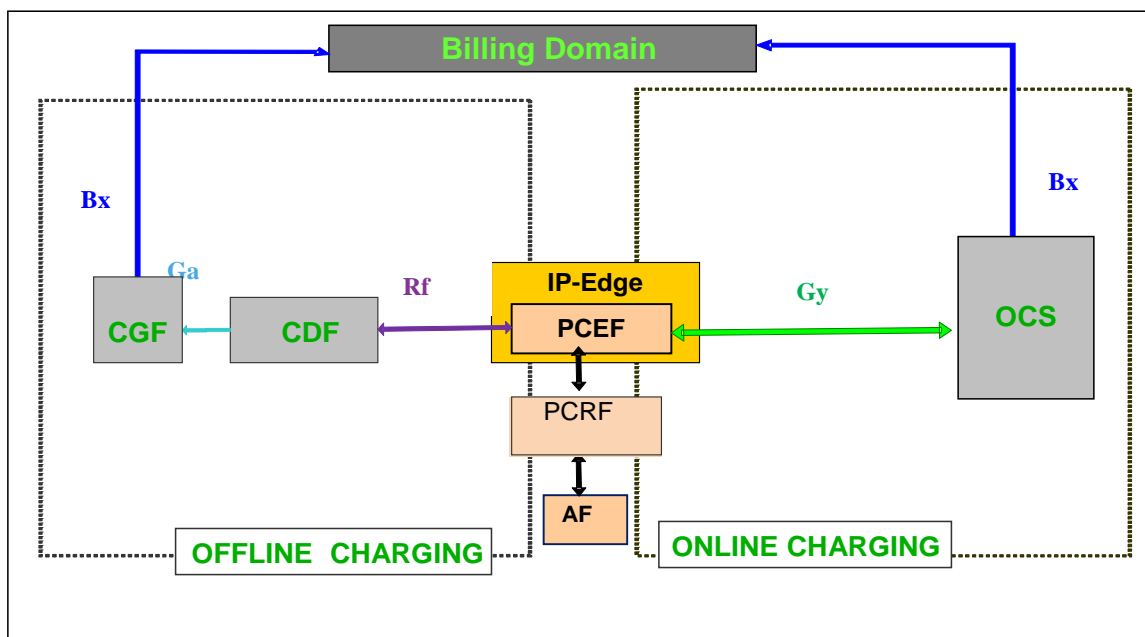 Billing Domain
Bx
Bx
Ga
Rf
IP-Edge
Gy
CGF
CDF
PCEF
OCS
PCRF
AF
OFFLINE CHARGING
ONLINE CHARGING